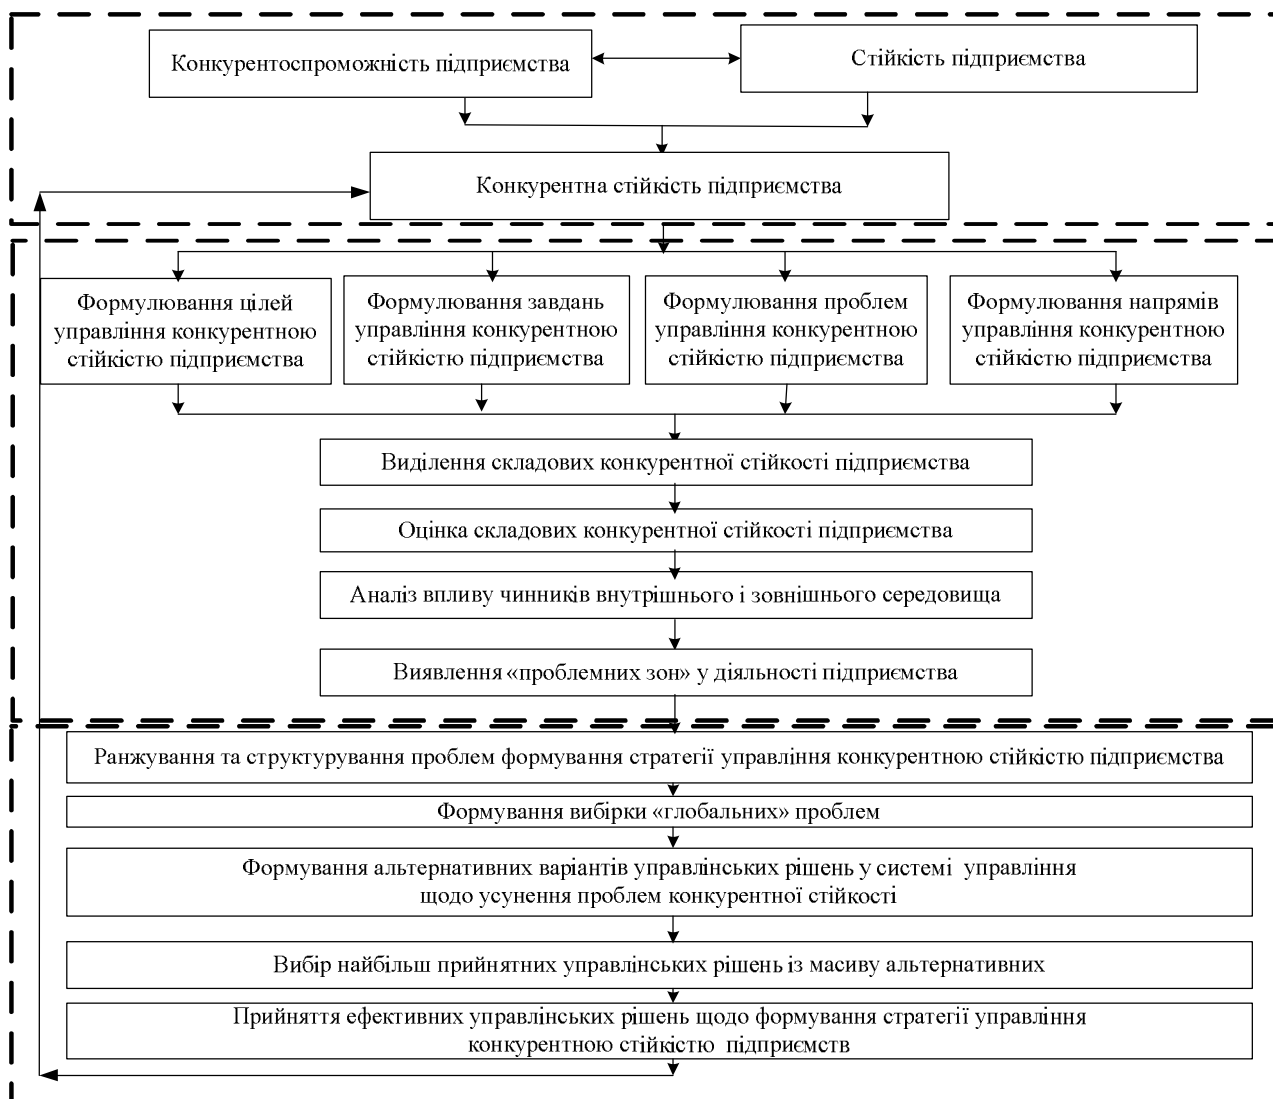 Конкурентоспроможність підприємства
Стійкість підприємства
Конкурентна стійкість підприємства
Формулювання цілей
управління конкурентною
стійкістю підприємства
Формулювання завдань
управління конкурентною
стійкістю підприємства
Формулювання проблем
управління конкурентною
стійкістю підприємства
Формулювання напрямів
управління конкурентною
стійкістю підприємства
Виділення складових конкурентної стійкості підприємства
Оцінка складових конкурентної стійкості підприємства
Аналіз впливу чинників внутрішнього і зовнішнього середовища
Виявлення «проблемних зон» у діяльності підприємства
Ранжування та структурування проблем формування стратегії управління конкурентною стійкістю підприємства
Формування вибірки «глобальних» проблем
Формування альтернативних варіантів управлінських рішень у системі управління
щодо усунення проблем конкурентної стійкості
Вибір найбільш прийнятних управлінських рішень із масиву альтернативних
Прийняття ефективних управлінських рішень щодо формування стратегії управління
конкурентною стійкістю підприємств